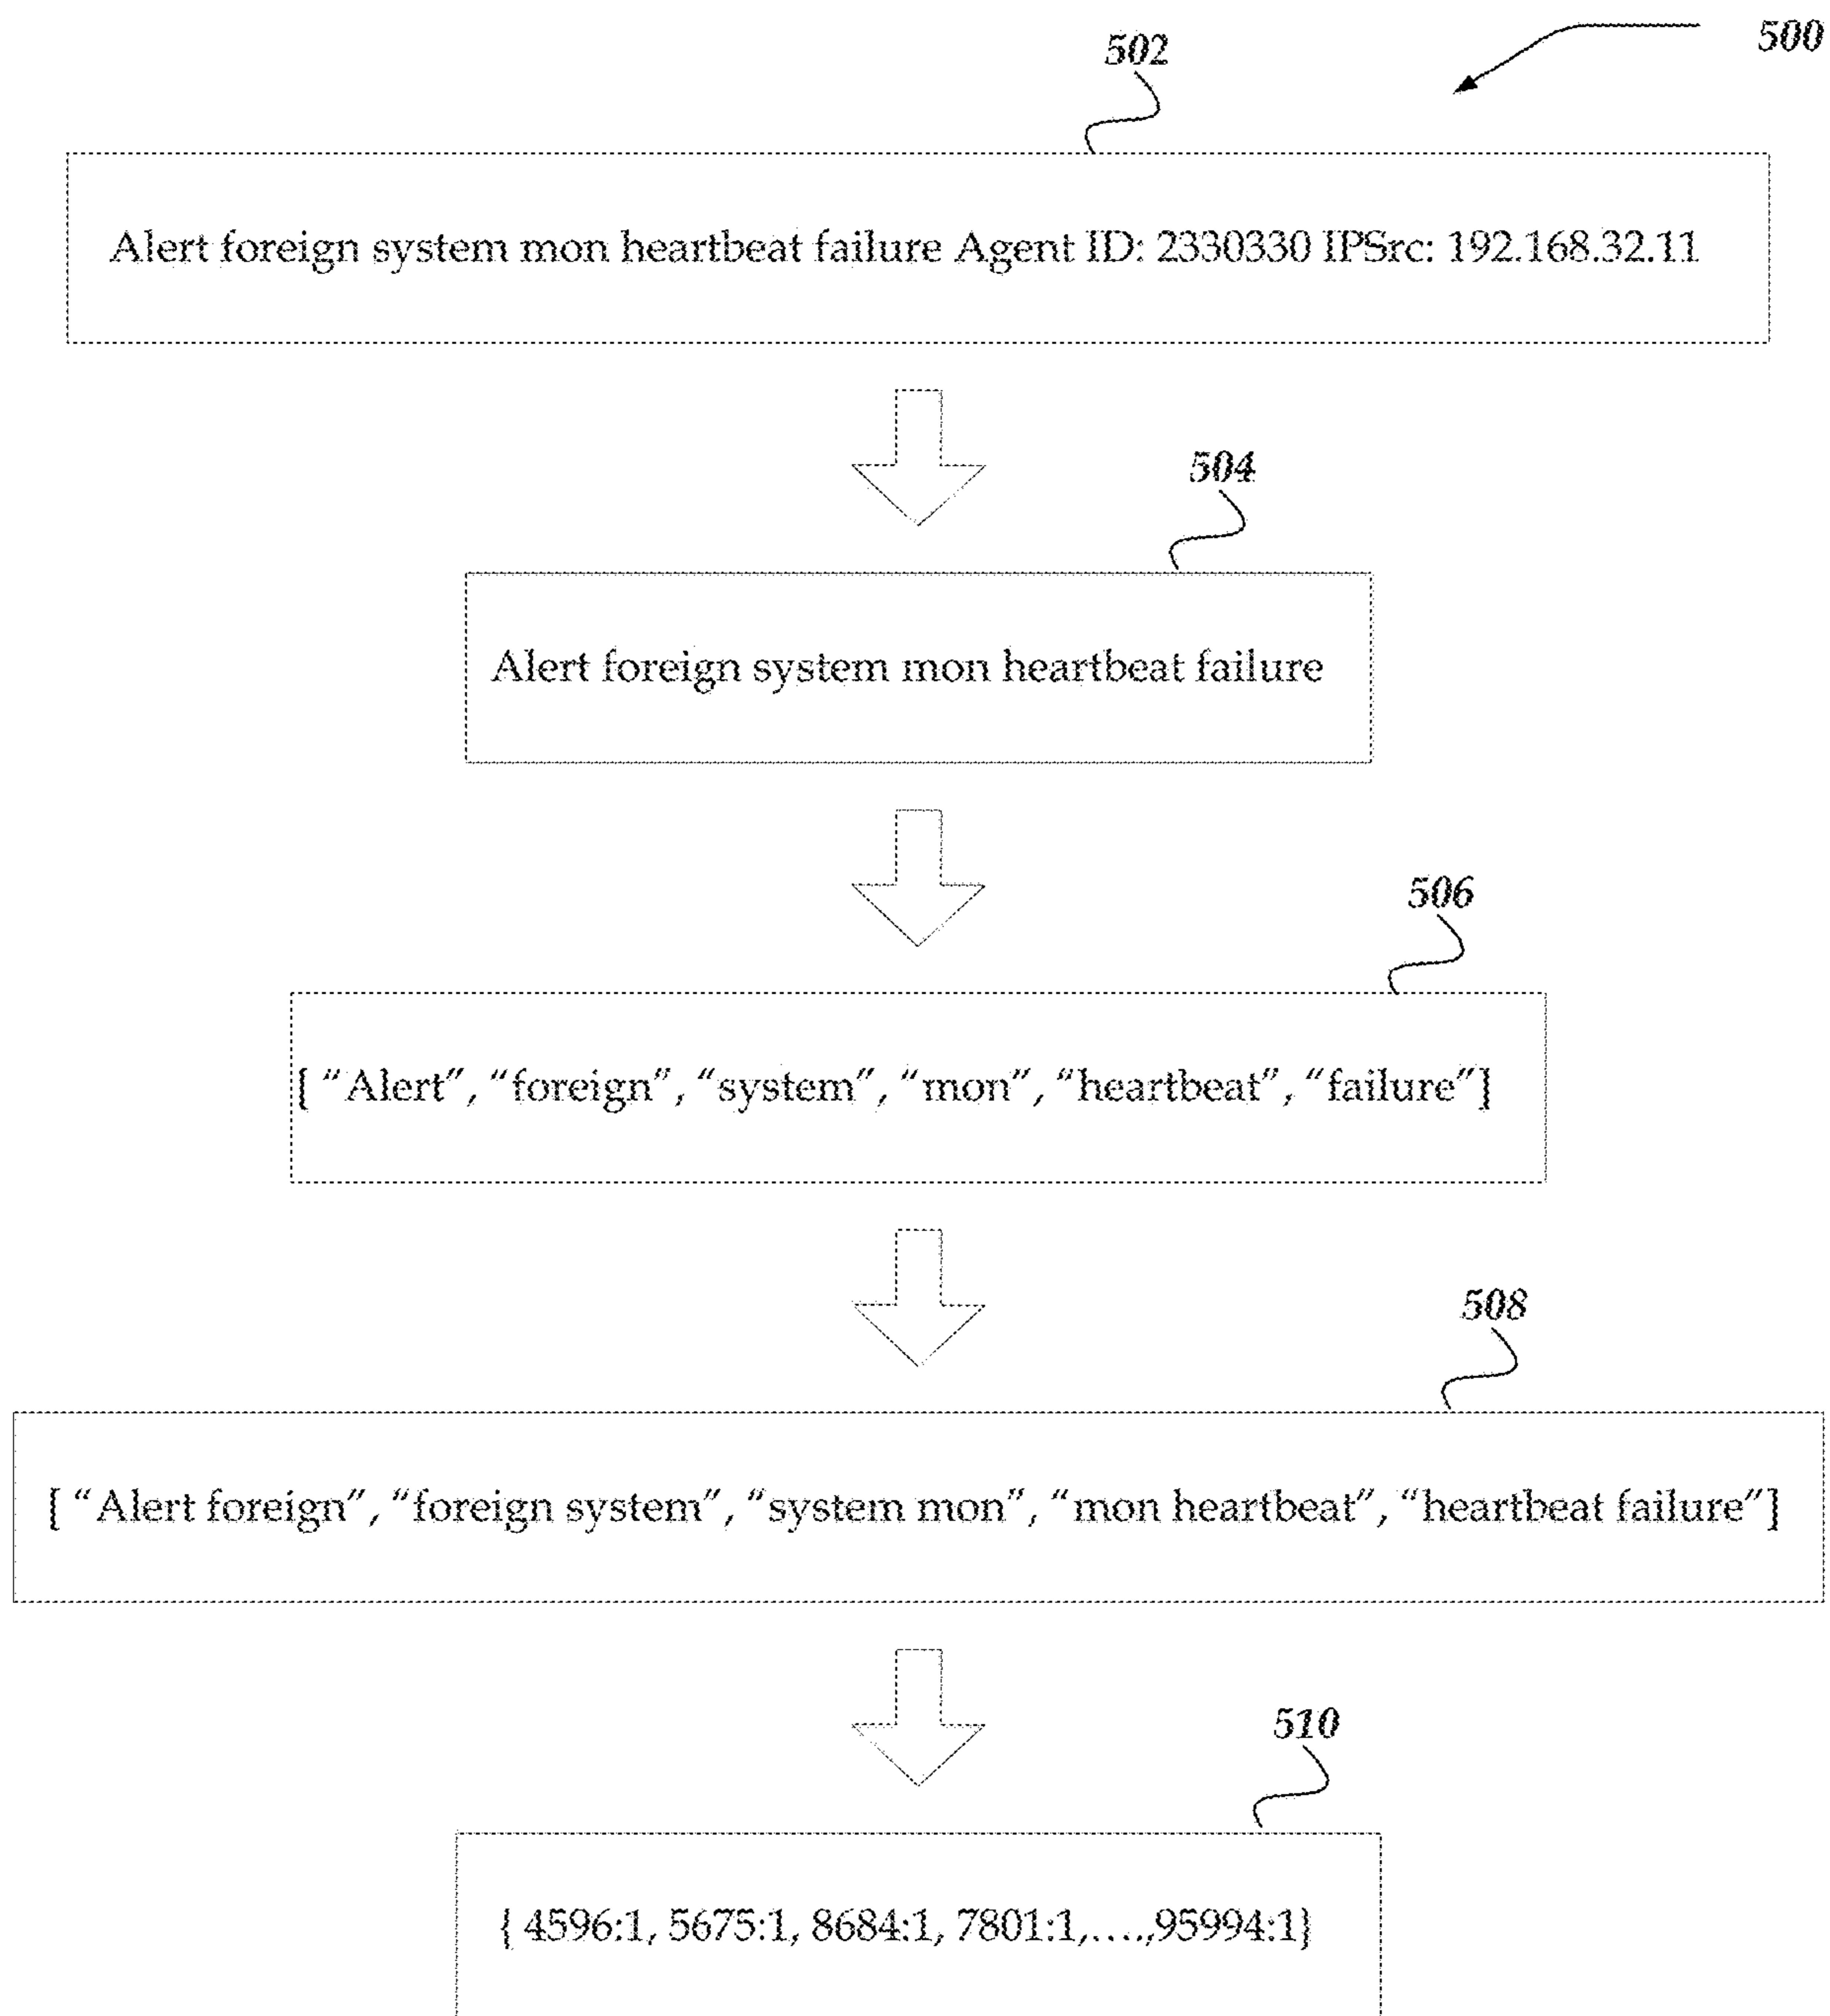 500
502
Alert foreign system mon heartbeat failure Agent ID: 2330330 IPSrc: 192.168.32.11
504
Alert foreign system mon heartbeat failure
506
[ “Alert”, “foreign”, “system”, “mon”, “heartbeat”, “failure”]
508
[ “Alert foreign”, “foreign system”, “system mon”, “mon heartbeat”, “heartbeat failure”]
510
{ 4596:1, 5675:1, 8684:1, 7801:1,….,95994:1}